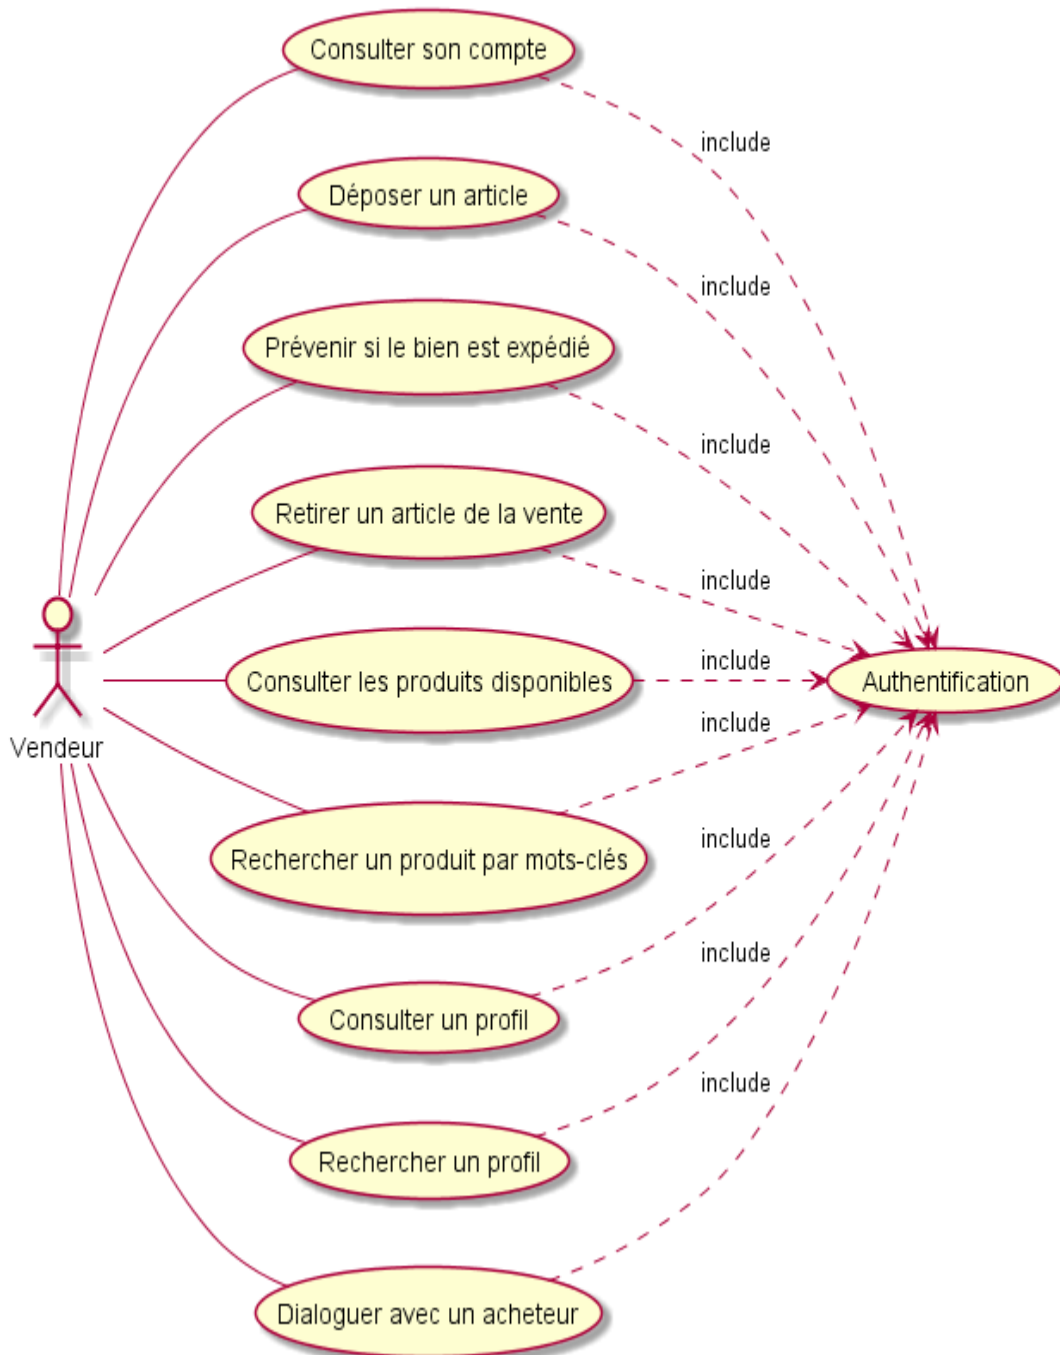 Consulter son compte
include
Déposer un article
include
Prévenir si le bien est expédié
include
Retirer un article de la vente
include
Consulter les produits disponibles
include
Authentification
include
Vendeur
Rechercher un produit par mots-clés
include
Consulter un profil
include
Rechercher un profil
include
Dialoguer avec un acheteur